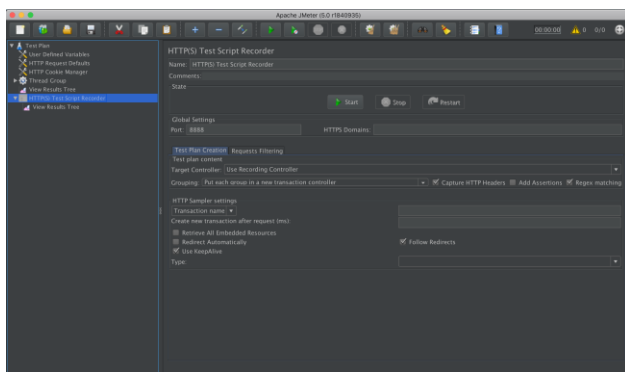 Apache JMeter (5.0 r1840935)
00:00:00 0 0/0
Test Plan
User Defined Variables
HTTP Request Defaults
HTTP Cookie Manager
Thread Group
View Results Tree
HTTP(S) Test Script Recorder
View Results Tree
HTTP(S) Test Script Recorder
Name: HTTP(S) Test Script Recorder
Comments:
State
Start Stop Restart
Global Settings
Port: 8888 HTTPS Domains:
Test Plan Creation Requests Filtering
Test plan content
Target Controller: Use Recording Controller
Grouping: Put each group in a new transaction controller Capture HTTP Headers Add Assertions Regex matching
HTTP Sampler settings
Transaction name
Create new transaction after request (ms):
Retrieve All Embedded Resources
Redirect Automatically Follow Redirects
Use KeepAlive
Type: